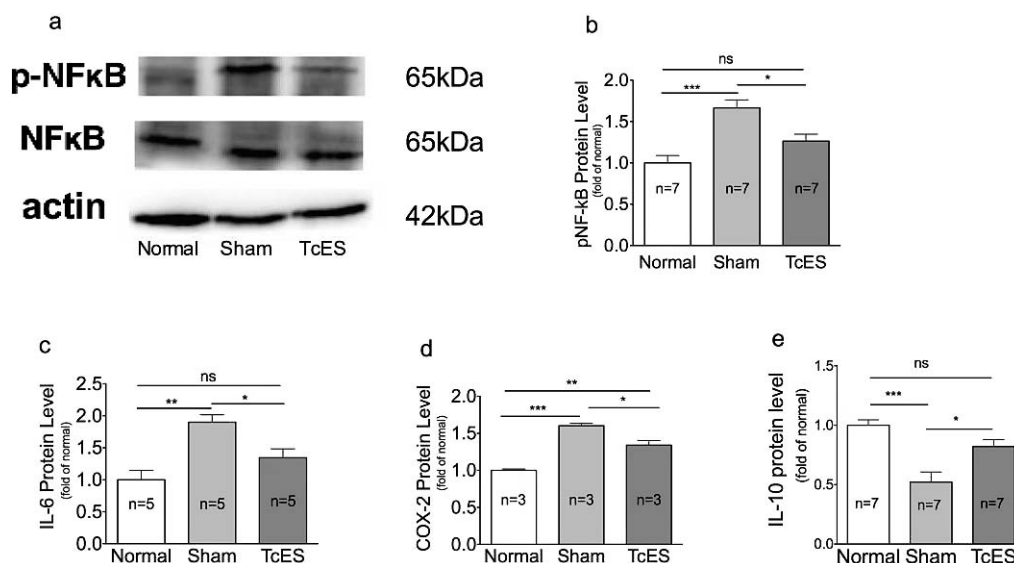 a
p-NFκB
65kDa
NFκB
65kDa
actin
42kDa
Normal Sham TcES
b
pNF-kB Protein Level
(fold of normal)
2.0
1.5
1.0
0.5
0.0
ns
*** *
n=7 n=7 n=7
Normal Sham TcES
c
IL-6 Protein Level
(fold of normal)
2.5
2.0
1.5
1.0
0.5
0.0
ns
** *
n=5 n=5 n=5
Normal Sham TcES
d
COX-2 Protein Level
(fold of normal)
2.0
1.5
1.0
0.5
0.0
**
*** *
n=3 n=3 n=3
Normal Sham TcES
e
IL-10 protein level
(fold of normal)
1.5
1.0
0.5
0.0
ns
***
*
n=7 n=7 n=7
Normal Sham TcES